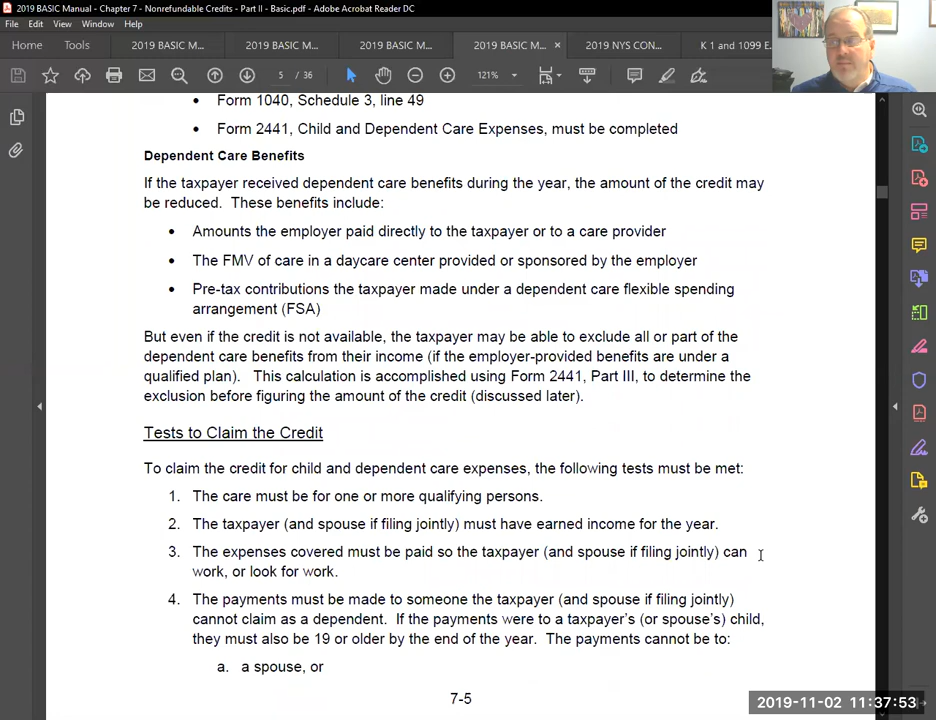 2019 BASIC Manual - Chapter 7 - Nonrefundable Credits - Part II - Basic.pdf - Adobe Acrobat Reader DC
File Edit View Window Help
Home Tools 2019 BASIC M... 2019 BASIC M... 2019 BASIC M... 2019 BASIC M... × 2019 NYS CON... K 1 and 1099 E
5 / 36 121%
• Form 1040, Schedule 3, line 49
• Form 2441, Child and Dependent Care Expenses, must be completed
Dependent Care Benefits
If the taxpayer received dependent care benefits during the year, the amount of the credit may
be reduced. These benefits include:
• Amounts the employer paid directly to the taxpayer or to a care provider
• The FMV of care in a daycare center provided or sponsored by the employer
• Pre-tax contributions the taxpayer made under a dependent care flexible spending
arrangement (FSA)
But even if the credit is not available, the taxpayer may be able to exclude all or part of the
dependent care benefits from their income (if the employer-provided benefits are under a
qualified plan). This calculation is accomplished using Form 2441, Part III, to determine the
exclusion before figuring the amount of the credit (discussed later).
Tests to Claim the Credit
To claim the credit for child and dependent care expenses, the following tests must be met:
1. The care must be for one or more qualifying persons.
2. The taxpayer (and spouse if filing jointly) must have earned income for the year.
3. The expenses covered must be paid so the taxpayer (and spouse if filing jointly) can
work, or look for work.
4. The payments must be made to someone the taxpayer (and spouse if filing jointly)
cannot claim as a dependent. If the payments were to a taxpayer's (or spouse's) child,
they must also be 19 or older by the end of the year. The payments cannot be to:
a. a spouse, or
7-5
2019-11-02 11:37:53